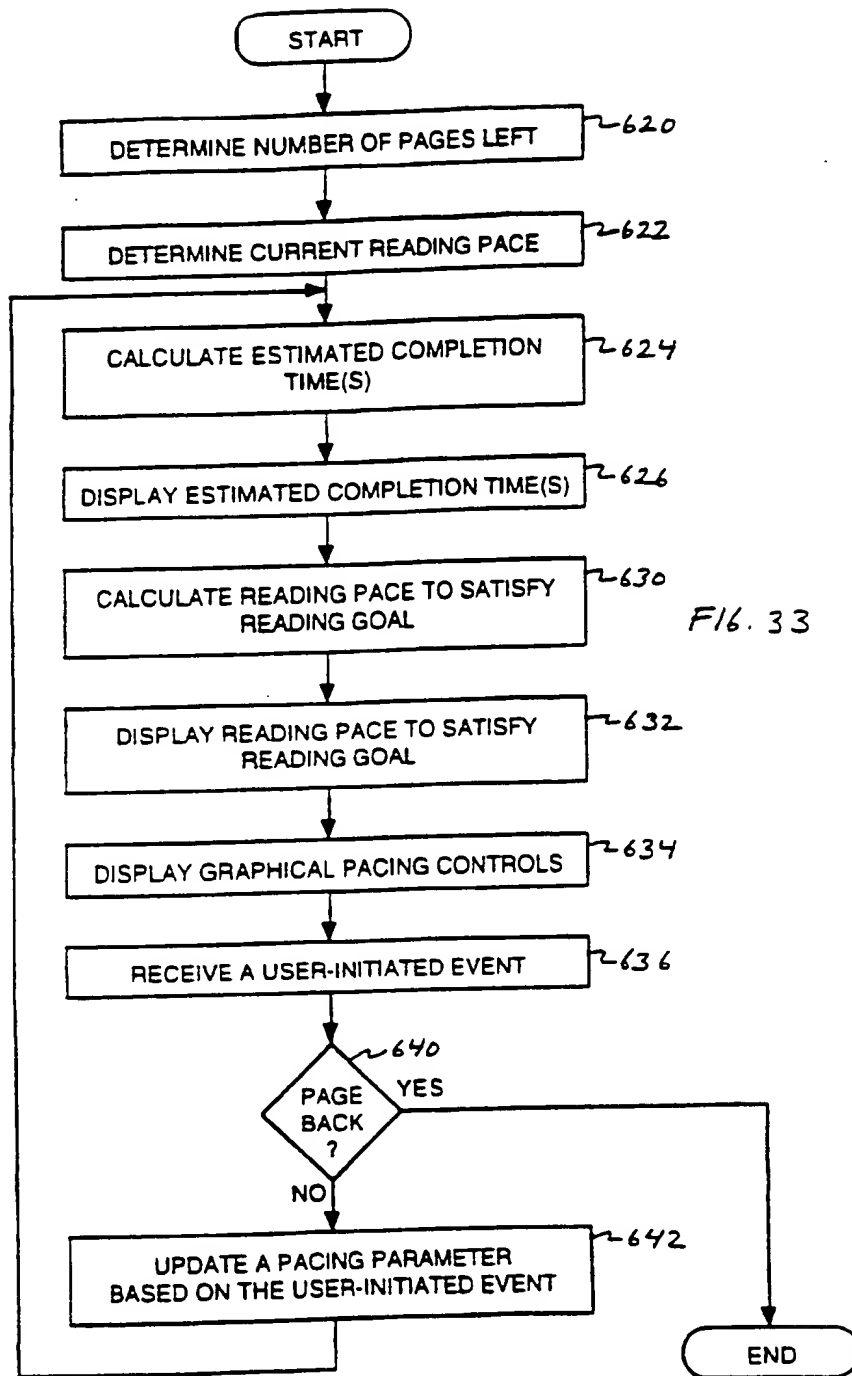 START
DETERMINE NUMBER OF PAGES LEFT
620
DETERMINE CURRENT READING PACE
622
CALCULATE ESTIMATED COMPLETION
TIME(S)
624
DISPLAY ESTIMATED COMPLETION TIME(S)
626
CALCULATE READING PACE TO SATISFY
READING GOAL
630
FIG. 33
DISPLAY READING PACE TO SATISFY
READING GOAL
632
DISPLAY GRAPHICAL PACING CONTROLS
634
RECEIVE A USER-INITIATED EVENT
636
640
PAGE
BACK
?
YES
NO
UPDATE A PACING PARAMETER
BASED ON THE USER-INITIATED EVENT
642
END